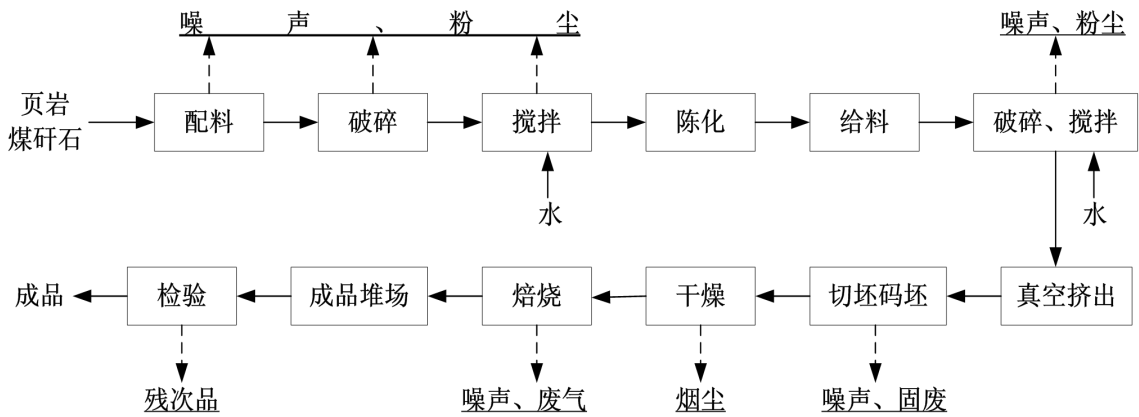 噪声、粉尘
噪声、粉尘
页岩
煤矸石
配料
破碎
搅拌
陈化
给料
破碎、搅拌
水
水
成品
检验
成品堆场
焙烧
干燥
切坯码坯
真空挤出
残次品
噪声、废气
烟尘
噪声、固废